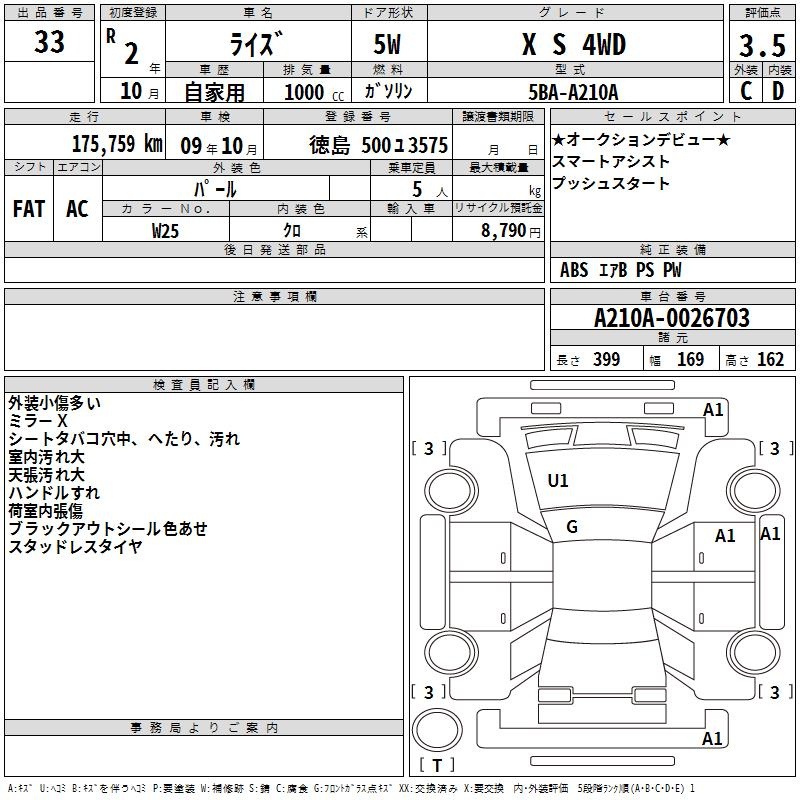 出品番号 初度登録 車名 ドア形状 グレード 評価点
33 R 2 年 ﾗｲｽﾞ 5W X S 4WD 3.5
車歴 排気量 燃料 型式 外装 内装
10 月 自家用 1000 CC ｶﾞｿﾘﾝ 5BA-A210A C D
走行 車検 登録番号 譲渡書類期限 セールスポイント
175,759 km 09 年 10 月 徳島 500 ﾕ 3575 月 日
★オークションデビュー★
スマートアシスト
プッシュスタート
シフト エアコン 外装色 乗車定員 最大積載量
FAT AC ﾊﾟｰﾙ 5 人 kg
カラーNo. 内装色 輸入車 リサイクル預託金
W25 ｸﾛ 系 8,790 円
後日発送部品 純正装備
ABS ｴｱB PS PW
注意事項欄 車台番号
A210A-0026703
諸元
長さ 399 幅 169 高さ 162
検査員記入欄
外装小傷多い
ミラーX
シートタバコ穴中、へたり、汚れ
室内汚れ大
天張汚れ大
ハンドルすれ
荷室内張傷
ブラックアウトシール色あせ
スタッドレスタイヤ
事務局よりご案内
A1
[ 3 ] [ 3 ]
U1
G
A1 A1
[ 3 ] [ 3 ]
A1
[ T ]
A:ｷｽﾞ U:ﾍｺﾐ B:ｷｽﾞを伴うﾍｺﾐ P:要塗装 W:補修跡 S:錆 C:腐食 G:ﾌﾛﾝﾄｶﾞﾗｽ点ｷｽﾞ XX:交換済み X:要交換 内・外装評価 5段階ﾗﾝｸ順(A・B・C・D・E) 1